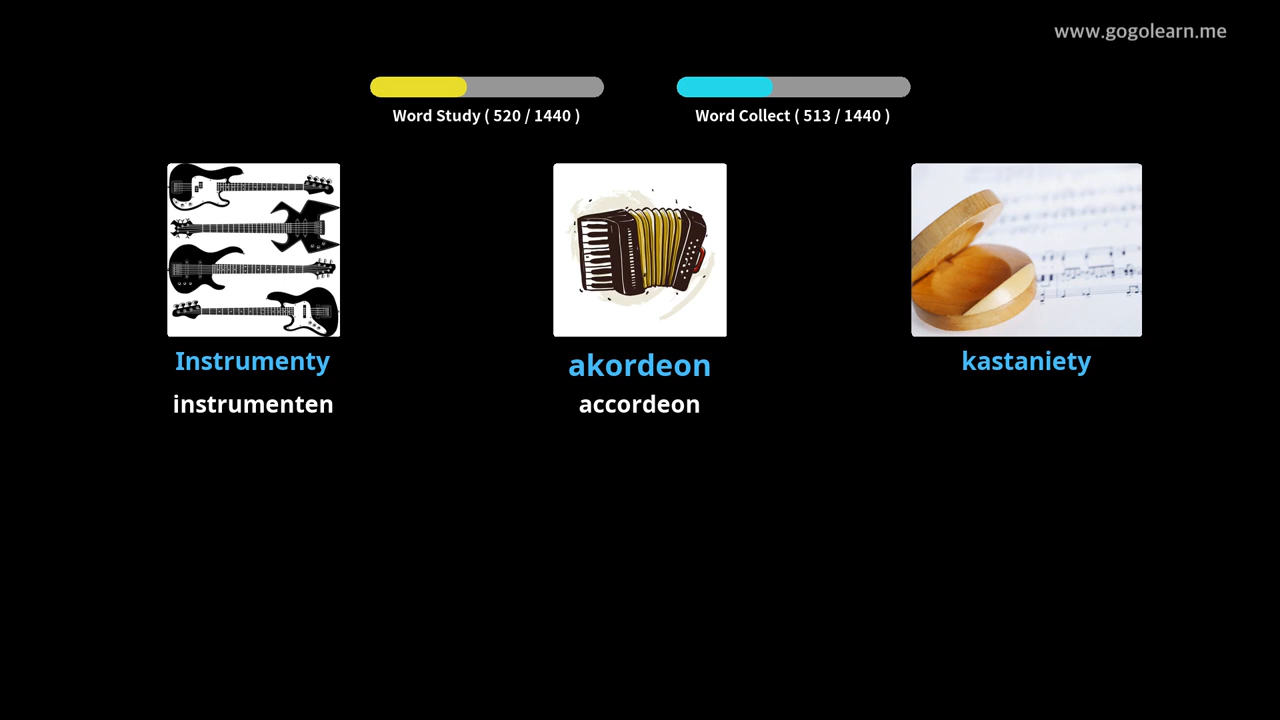 www.gogolearn.me
Word Study ( 520 / 1440 )
Word Collect ( 513 / 1440 )
Instrumenty
akordeon
kastaniety
instrumenten
accordeon